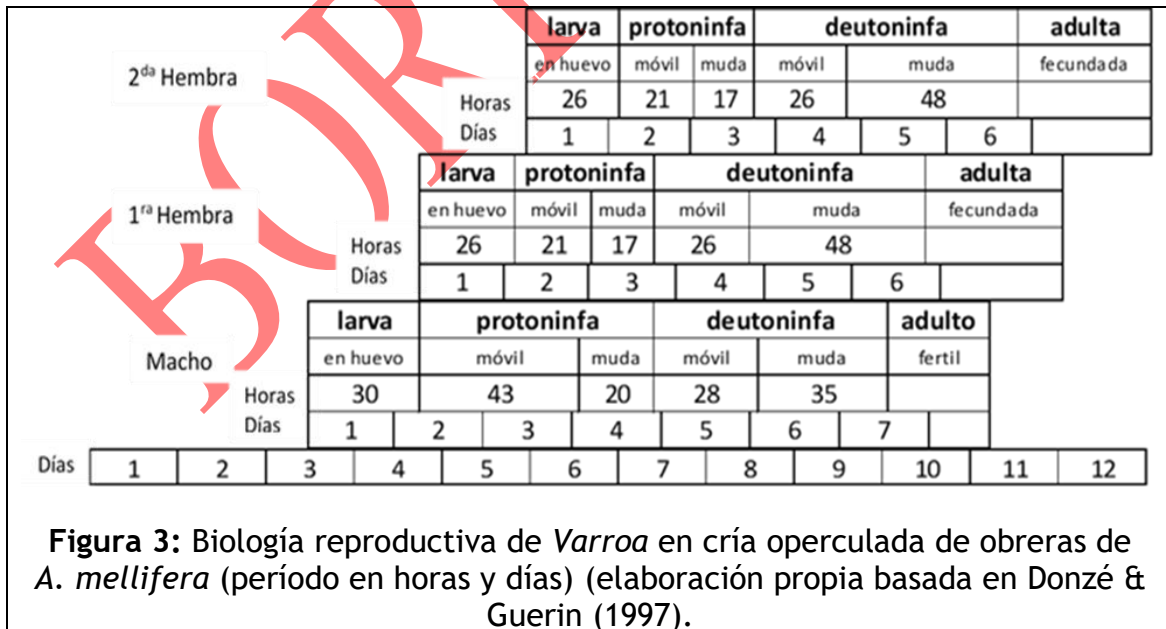 larva protoninfa deutoninfa adulta
en huevo móvil muda móvil muda fecundada
2da Hembra
Horas 26 21 17 26 48
Días 1 2 3 4 5 6
larva protoninfa deutoninfa adulta
en huevo móvil muda móvil muda fecundada
1ra Hembra
Horas 26 21 17 26 48
Días 1 2 3 4 5 6
larva protoninfa deutoninfa adulto
en huevo móvil muda móvil muda fertil
Macho
Horas 30 43 20 28 35
Días 1 2 3 4 5 6 7
Días 1 2 3 4 5 6 7 8 9 10 11 12
Figura 3: Biología reproductiva de Varroa en cría operculada de obreras de
A. mellifera (período en horas y días) (elaboración propia basada en Donzé &
Guerin (1997).